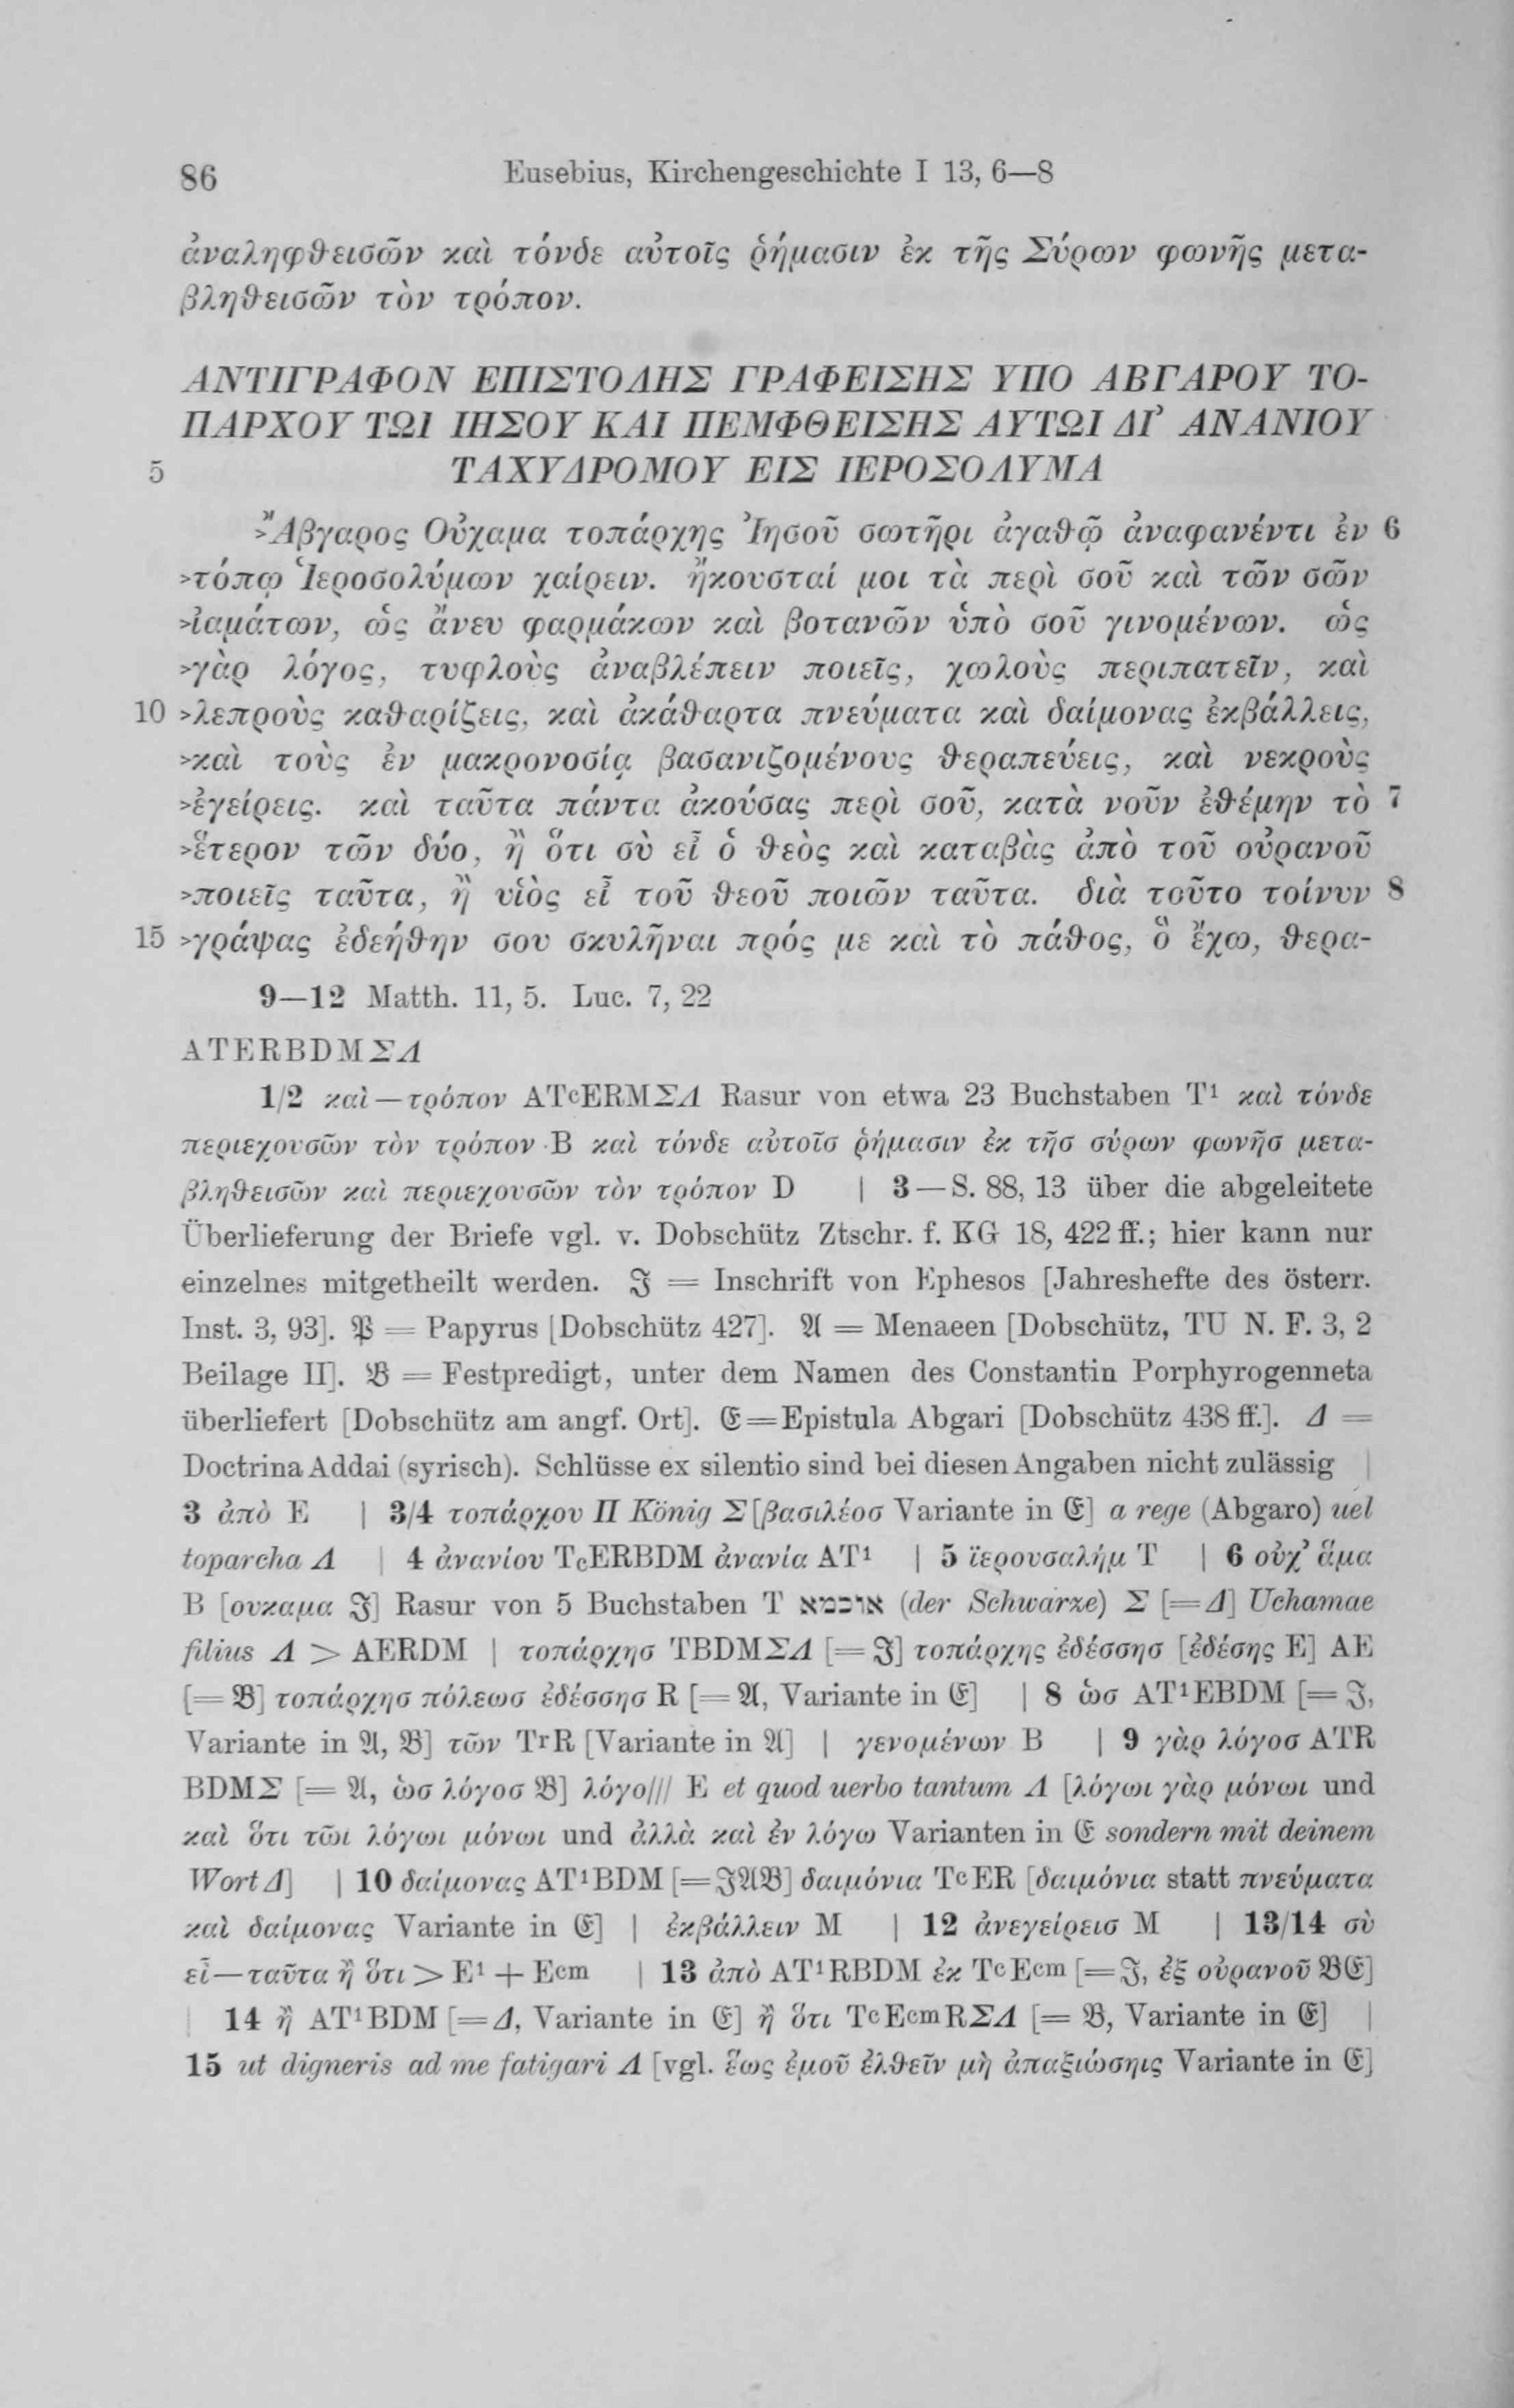 86
Eusebius, Kirchengeschichte I 13, 6—8
ἀναληφθεισῶν καὶ τόνδε αὐτοῖς ῥήμασιν ἐκ τῆς Σύρων φωνῆς μετα-
βληθεισῶν τὸν τρόπον.
ΑΝΤΙΓΡΑΦΟΝ ΕΠΙΣΤΟΛΗΣ ΓΡΑΦΕΙΣΗΣ ΥΠΟ ΑΒΓΑΡΟΥ ΤΟ-
ΠΑΡΧΟΥ ΤΩΙ ΙΗΣΟΥ ΚΑΙ ΠΕΜΦΘΕΙΣΗΣ ΑΥΤΩΙ ΔΙ' ΑΝΑΝΙΟΥ
5 ΤΑΧΥΔΡΟΜΟΥ ΕΙΣ ΙΕΡΟΣΟΛΥΜΑ
>Ἄβγαρος Οὐχαμα τοπάρχης Ἰησοῦ σωτῆρι ἀγαθῷ ἀναφανέντι ἐν 6
>τόπῳ Ἱεροσολύμων χαίρειν. ἤκουσταί μοι τὰ περὶ σοῦ καὶ τῶν σῶν
>ἰαμάτων, ὡς ἄνευ φαρμάκων καὶ βοτανῶν ὑπὸ σοῦ γινομένων. ὡς
>γὰρ λόγος, τυφλοὺς ἀναβλέπειν ποιεῖς, χωλοὺς περιπατεῖν, καὶ
10 >λεπροὺς καθαρίζεις, καὶ ἀκάθαρτα πνεύματα καὶ δαίμονας ἐκβάλλεις,
>καὶ τοὺς ἐν μακρονοσίᾳ βασανιζομένους θεραπεύεις, καὶ νεκροὺς
>ἐγείρεις. καὶ ταῦτα πάντα ἀκούσας περὶ σοῦ, κατὰ νοῦν ἐθέμην τὸ 7
>ἕτερον τῶν δύο, ἢ ὅτι σὺ εἶ ὁ θεὸς καὶ καταβὰς ἀπὸ τοῦ οὐρανοῦ
>ποιεῖς ταῦτα, ἢ υἱὸς εἶ τοῦ θεοῦ ποιῶν ταῦτα. διὰ τοῦτο τοίνυν 8
15 >γράψας ἐδεήθην σου σκυλῆναι πρός με καὶ τὸ πάθος, ὃ ἔχω, θερα-
9—12 Matth. 11, 5. Luc. 7, 22
ATERBDMΣΛ
1/2 καὶ—τρόπον ATcERMΣΛ Rasur von etwa 23 Buchstaben T¹ καὶ τόνδε
περιεχουσῶν τὸν τρόπον B καὶ τόνδε αὐτοῖσ ῥήμασιν ἐκ τῆσ σύρων φωνῆσ μετα-
βληθεισῶν καὶ περιεχουσῶν τὸν τρόπον D | 3—S. 88, 13 über die abgeleitete
Überlieferung der Briefe vgl. v. Dobschütz Ztschr. f. KG 18, 422 ff.; hier kann nur
einzelnes mitgetheilt werden. ℑ = Inschrift von Ephesos [Jahreshefte des österr.
Inst. 3, 93]. 𝔓 = Papyrus [Dobschütz 427]. 𝔄 = Menaeen [Dobschütz, TU N. F. 3, 2
Beilage II]. 𝔅 = Festpredigt, unter dem Namen des Constantin Porphyrogenneta
überliefert [Dobschütz am angf. Ort]. 𝔈=Epistula Abgari [Dobschütz 438 ff.]. Δ =
Doctrina Addai (syrisch). Schlüsse ex silentio sind bei diesen Angaben nicht zulässig |
3 ἀπὸ E | 3/4 τοπάρχου Π König Σ [βασιλέοσ Variante in 𝔈] a rege (Abgaro) uel
toparcha Λ | 4 ἀνανίου TcERBDM ἀνανία AT¹ | 5 ϊερουσαλήμ T | 6 οὐχ' ἅμα
B [ουκαμα ℑ] Rasur von 5 Buchstaben T אוכמא (der Schwarze) Σ [=Δ] Uchamae
filius Λ > AERDM | τοπάρχησ TBDMΣΛ [=ℑ] τοπάρχης ἐδέσσησ [ἐδέσης E] AE
[=𝔅] τοπάρχησ πόλεωσ ἐδέσσησ R [=𝔄, Variante in 𝔈] | 8 ὡσ AT¹EBDM [=ℑ,
Variante in 𝔄, 𝔅] τῶν TrR [Variante in 𝔄] | γενομένων B | 9 γὰρ λόγοσ ATR
BDMΣ [= 𝔄, ὡσ λόγοσ 𝔅] λόγο/// E et quod uerbo tantum Λ [λόγωι γὰρ μόνωι und
καὶ ὅτι τῶι λόγωι μόνωι und ἀλλὰ καὶ ἐν λόγω Varianten in 𝔈 sondern mit deinem
Wort Δ] | 10 δαίμονας AT¹BDM [=ℑ𝔄𝔅] δαιμόνια TcER [δαιμόνια statt πνεύματα
καὶ δαίμονας Variante in 𝔈] | ἐκβάλλειν M | 12 ἀνεγείρεισ M | 13/14 σὺ
εἶ—ταῦτα ἢ ὅτι > E¹ + Ecm | 13 ἀπὸ AT¹RBDM ἐκ TcEcm [=ℑ, ἐξ οὐρανοῦ 𝔅𝔈]
| 14 ἢ AT¹BDM [=Δ, Variante in 𝔈] ἢ ὅτι TcEcmRΣΛ [= 𝔅, Variante in 𝔈] |
15 ut digneris ad me fatigari Λ [vgl. ἕως ἐμοῦ ἐλθεῖν μὴ ἀπαξιώσηις Variante in 𝔈]